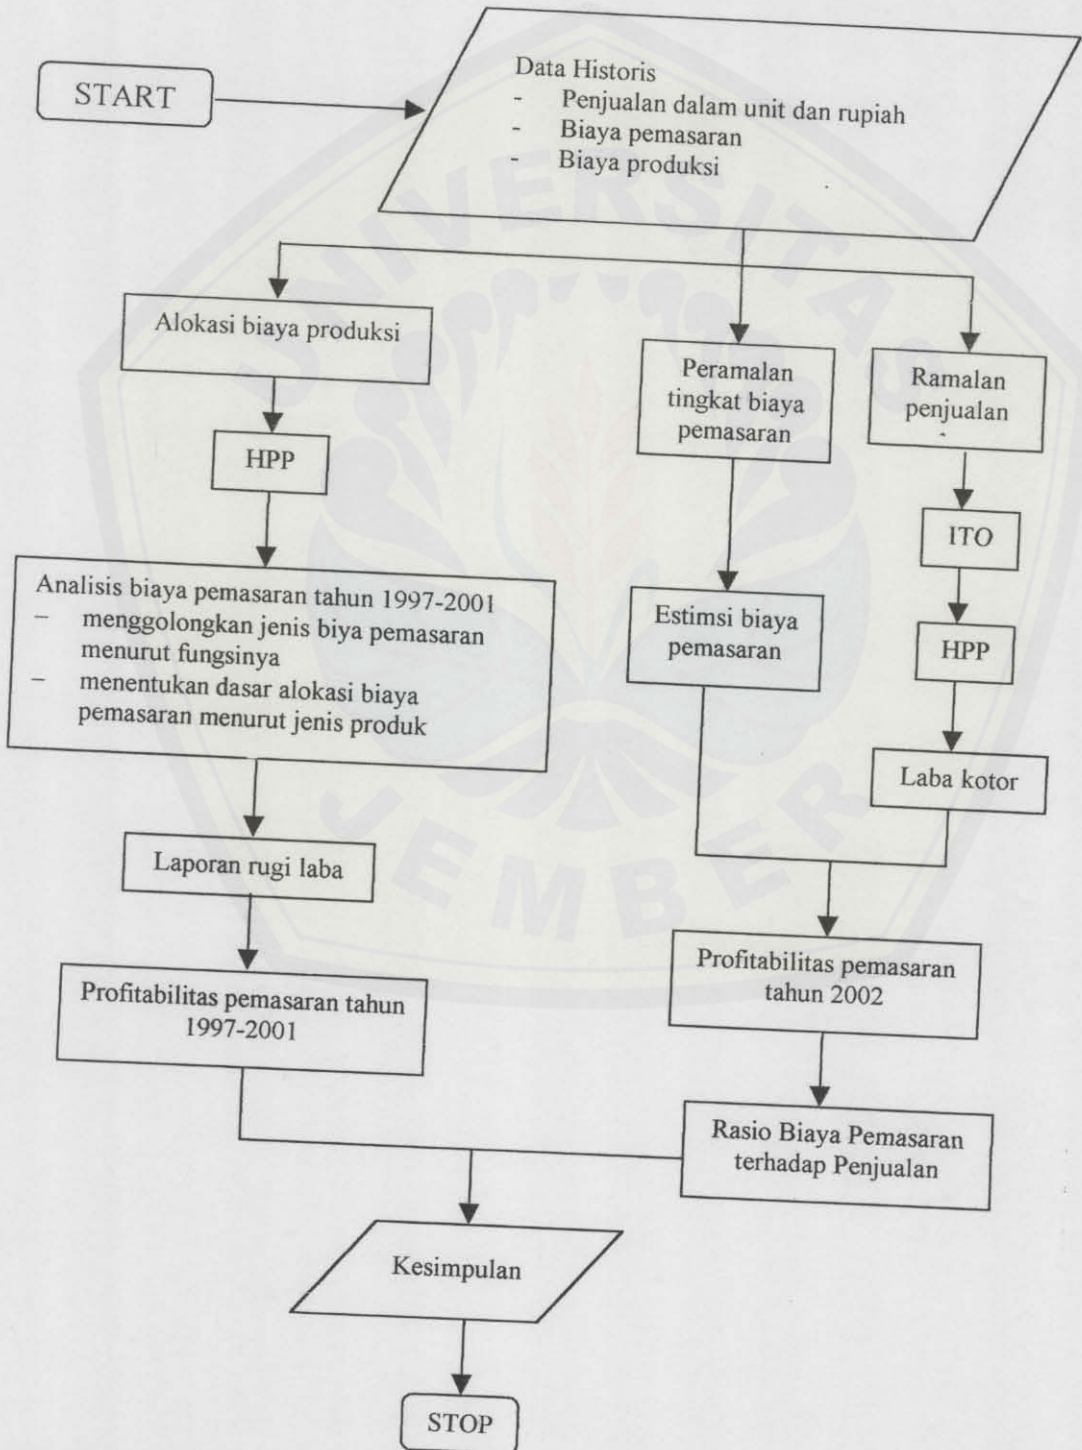 START
Data Historis
- Penjualan dalam unit dan rupiah
- Biaya pemasaran
- Biaya produksi
Alokasi biaya produksi
HPP
Analisis biaya pemasaran tahun 1997-2001
– menggolongkan jenis biya pemasaran
menurut fungsinya
– menentukan dasar alokasi biaya
pemasaran menurut jenis produk
Laporan rugi laba
Profitabilitas pemasaran tahun
1997-2001
Peramalan
tingkat biaya
pemasaran
Estimsi biaya
pemasaran
Ramalan
penjualan
ITO
HPP
Laba kotor
Profitabilitas pemasaran
tahun 2002
Rasio Biaya Pemasaran
terhadap Penjualan
Kesimpulan
STOP
UNIVERSITAS
JEMBER